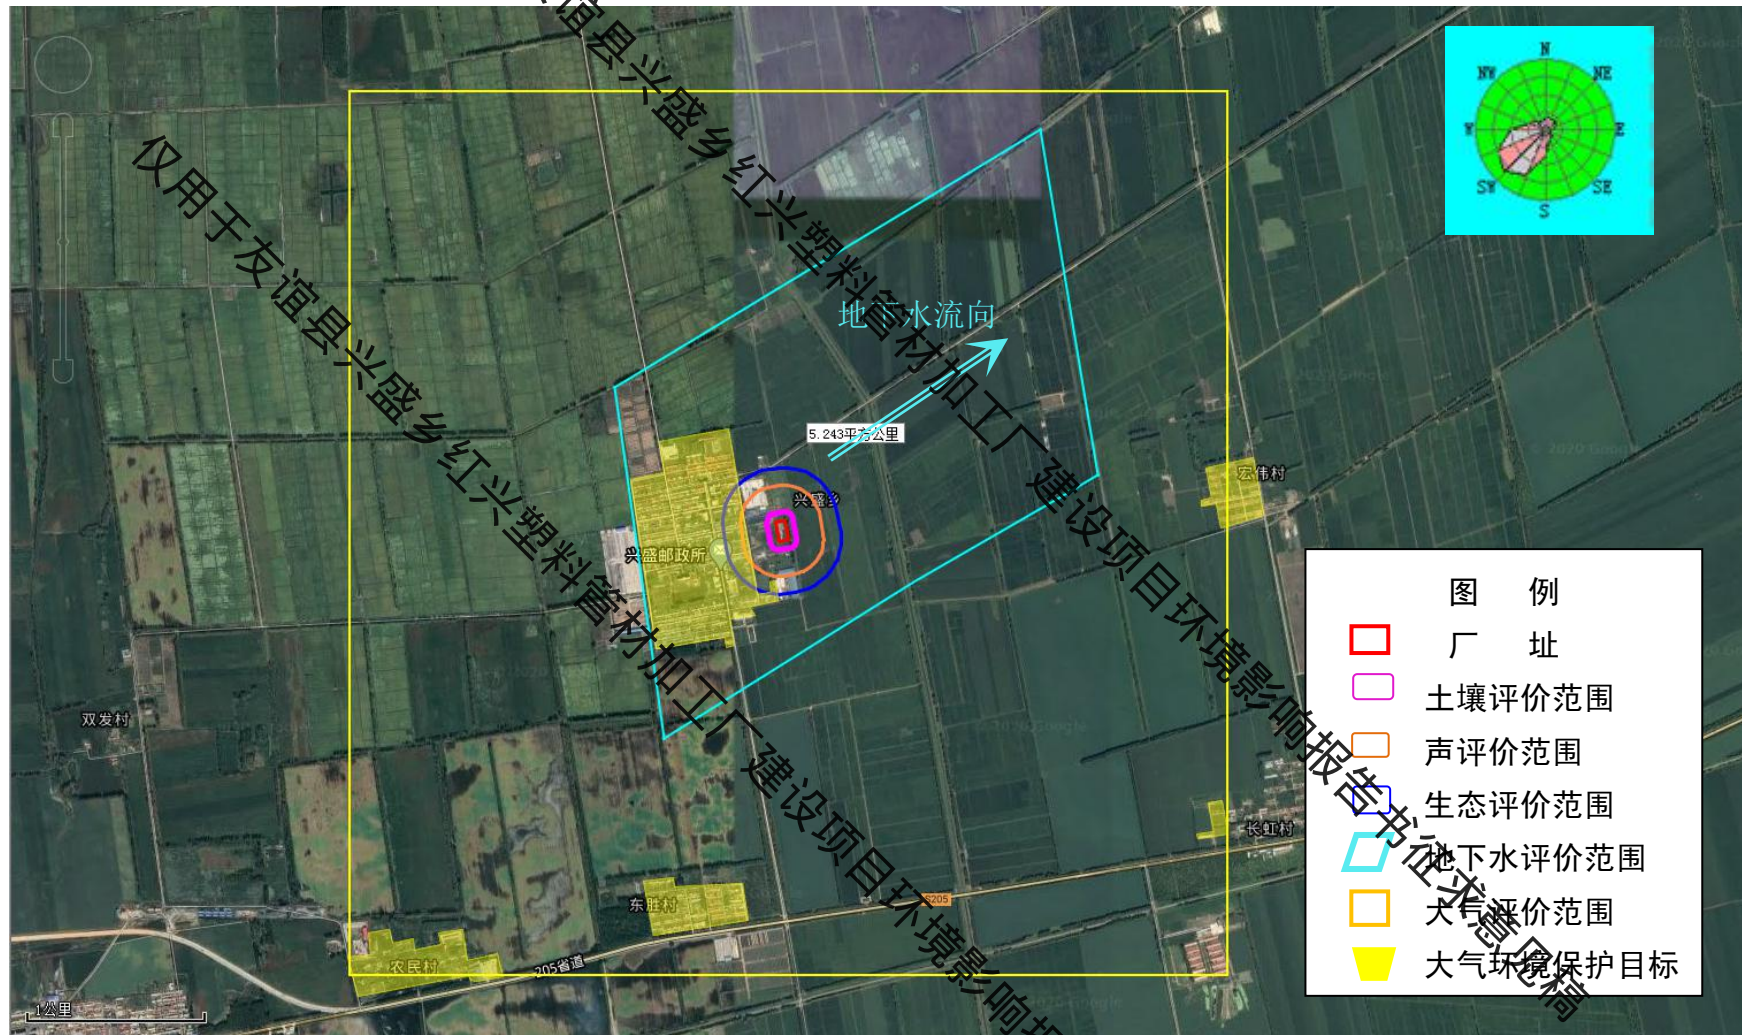 N
NW
NE
W
E
SW
SE
S
仅用于友谊县兴盛乡红兴塑料管材加工厂建设项目环境影响报
谊县兴盛乡红兴塑料管材加工厂建设项目环境影响报告书征求意见稿
地下水流向
5.243平方公里
兴盛乡
宏伟村
兴盛邮政所
双发村
长虹村
东胜村
S205
农民村
205省道
1公里
图 例
厂 址
土壤评价范围
声评价范围
生态评价范围
地下水评价范围
大气评价范围
大气环境保护目标